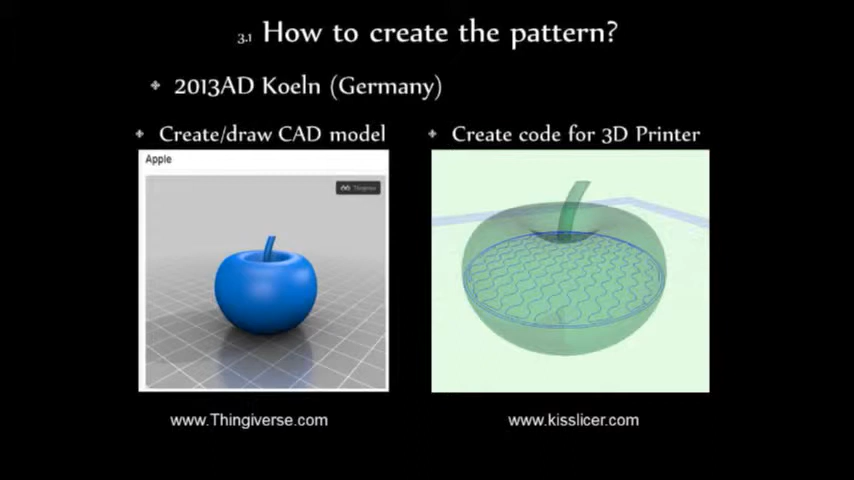 3.1 How to create the pattern?
2013AD Koeln (Germany)
Create/draw CAD model
Create code for 3D Printer
Apple
Thingiverse
www.Thingiverse.com
www.kisslicer.com